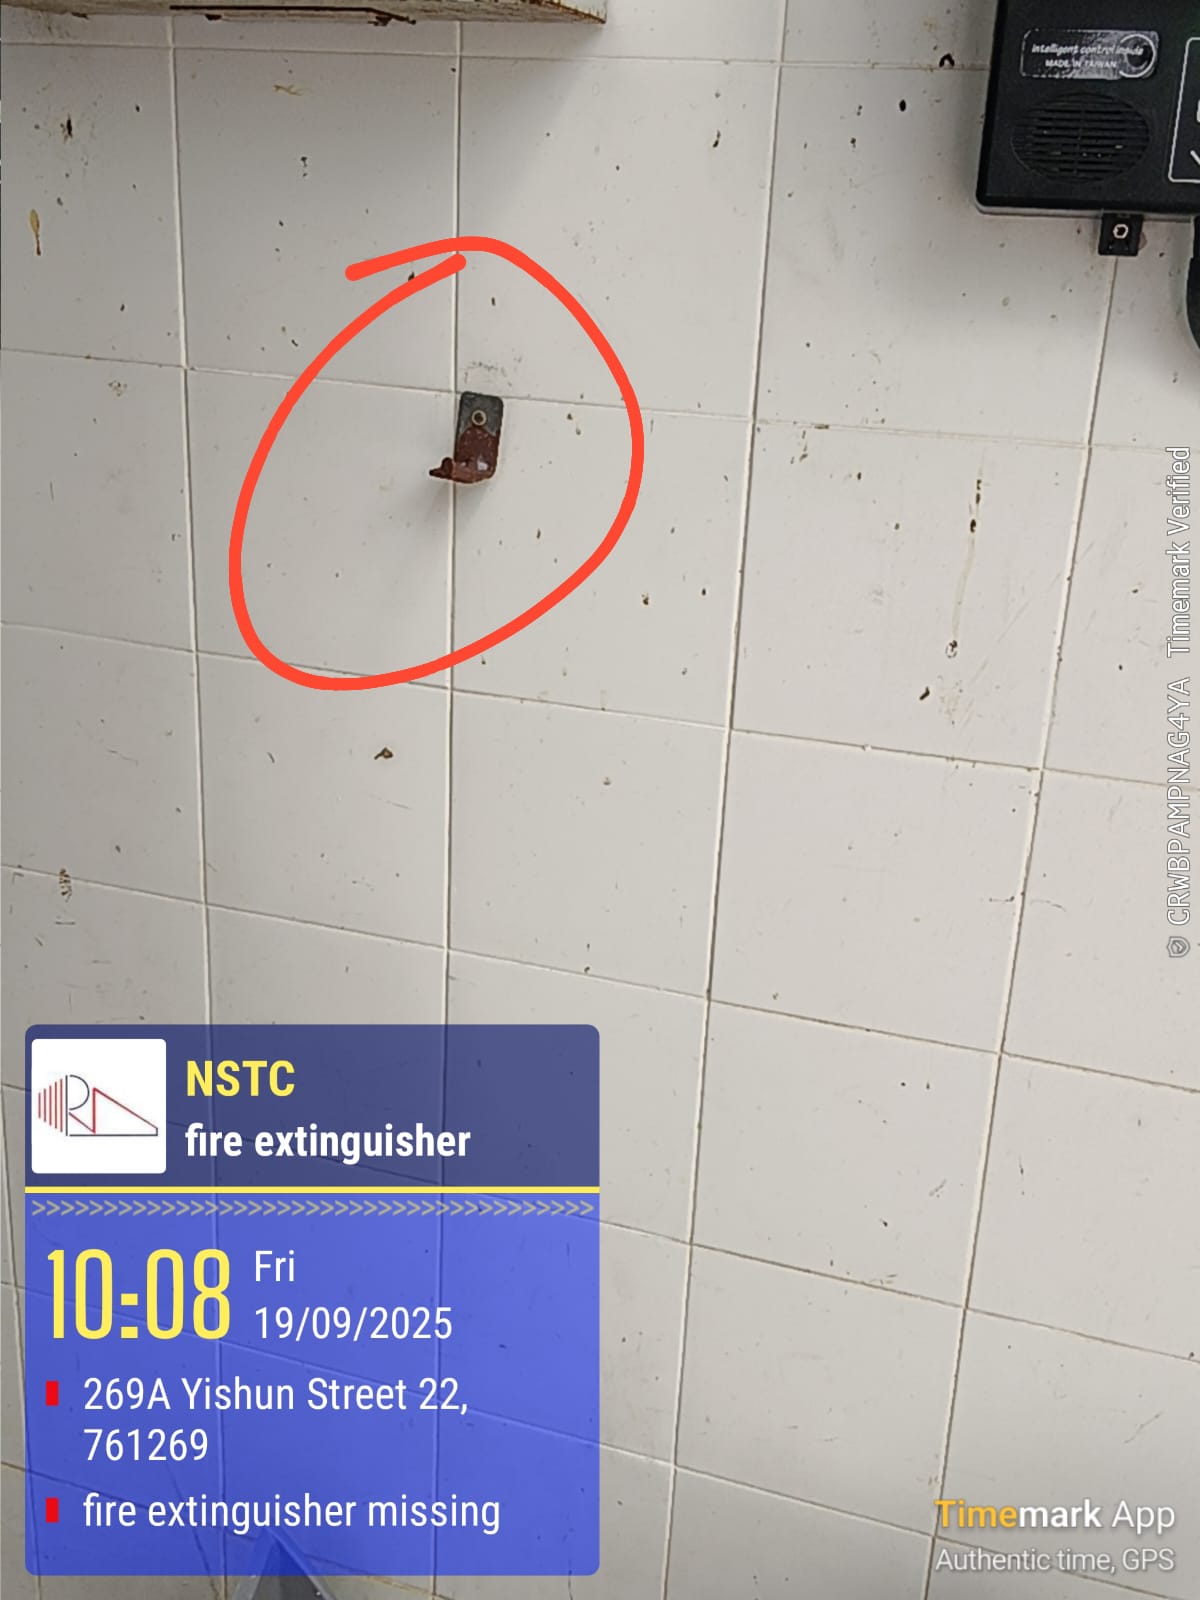 intelligent control inside
MADE IN TAIWAN
© CRWBPAMPNAG4YA Timemark Verified
NSTC
fire extinguisher
>>>>>>>>>>>>>>>>>>>>>>>>>>>>>>>>>>>>>>>
10:08
Fri
19/09/2025
269A Yishun Street 22,
761269
fire extinguisher missing
Timemark App
Authentic time, GPS